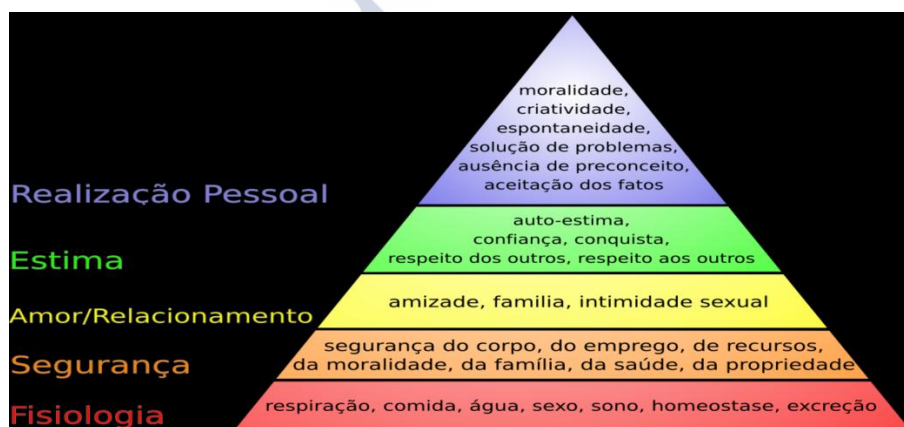 moralidade,
criatividade,
espontaneidade,
solução de problemas,
ausência de preconceito,
aceitação dos fatos
Realização Pessoal
auto-estima,
confiança, conquista,
respeito dos outros, respeito aos outros
Estima
amizade, familia, intimidade sexual
Amor/Relacionamento
segurança do corpo, do emprego, de recursos,
da moralidade, da família, da saúde, da propriedade
Segurança
respiração, comida, água, sexo, sono, homeostase, excreção
Fisiologia